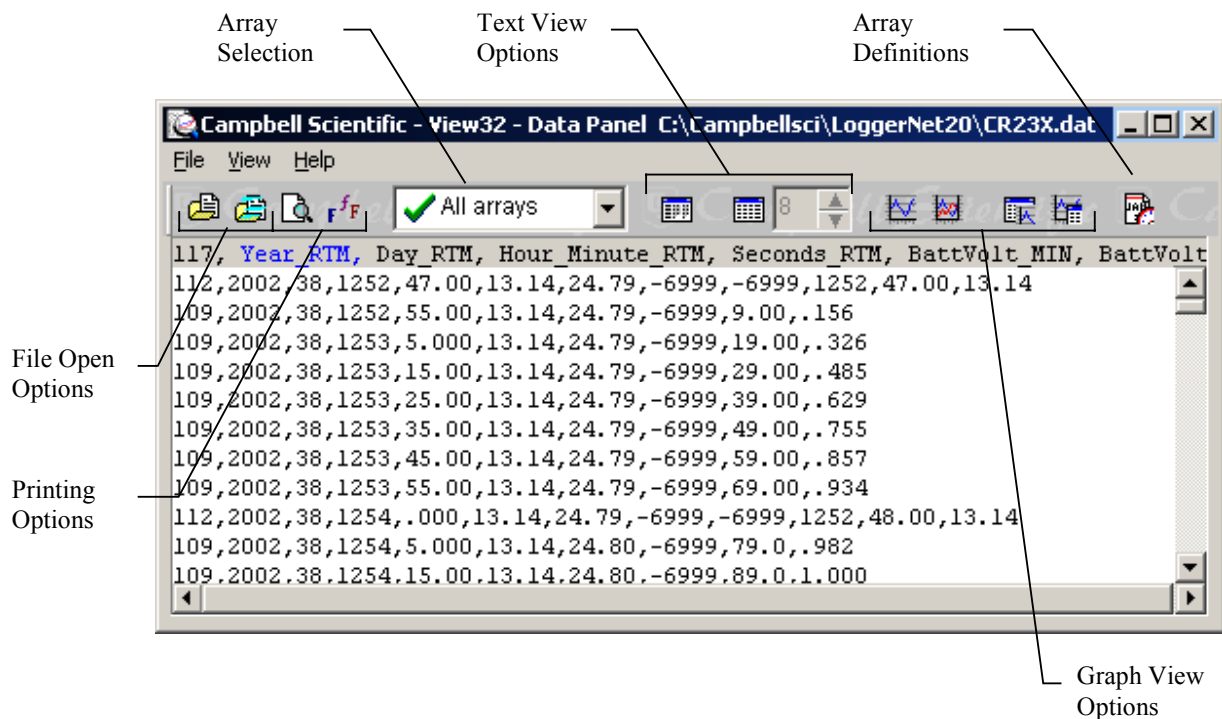 Array
Selection
Text View
Options
Array
Definitions
Campbell Scientific - View32 - Data Panel C:\Campbellsci\LoggerNet20\CR23X.dat
File View Help
All arrays
8
117, Year_RTM, Day_RTM, Hour_Minute_RTM, Seconds_RTM, BattVolt_MIN, BattVolt
112,2002,38,1252,47.00,13.14,24.79,-6999,-6999,1252,47.00,13.14
109,2002,38,1252,55.00,13.14,24.79,-6999,9.00,.156
109,2002,38,1253,5.000,13.14,24.79,-6999,19.00,.326
109,2002,38,1253,15.00,13.14,24.79,-6999,29.00,.485
109,2002,38,1253,25.00,13.14,24.79,-6999,39.00,.629
109,2002,38,1253,35.00,13.14,24.79,-6999,49.00,.755
109,2002,38,1253,45.00,13.14,24.79,-6999,59.00,.857
109,2002,38,1253,55.00,13.14,24.79,-6999,69.00,.934
112,2002,38,1254,.000,13.14,24.79,-6999,-6999,1252,48.00,13.14
109,2002,38,1254,5.000,13.14,24.80,-6999,79.0,.982
109,2002,38,1254,15.00,13.14,24.80,-6999,89.0,1.000
File Open
Options
Printing
Options
Graph View
Options